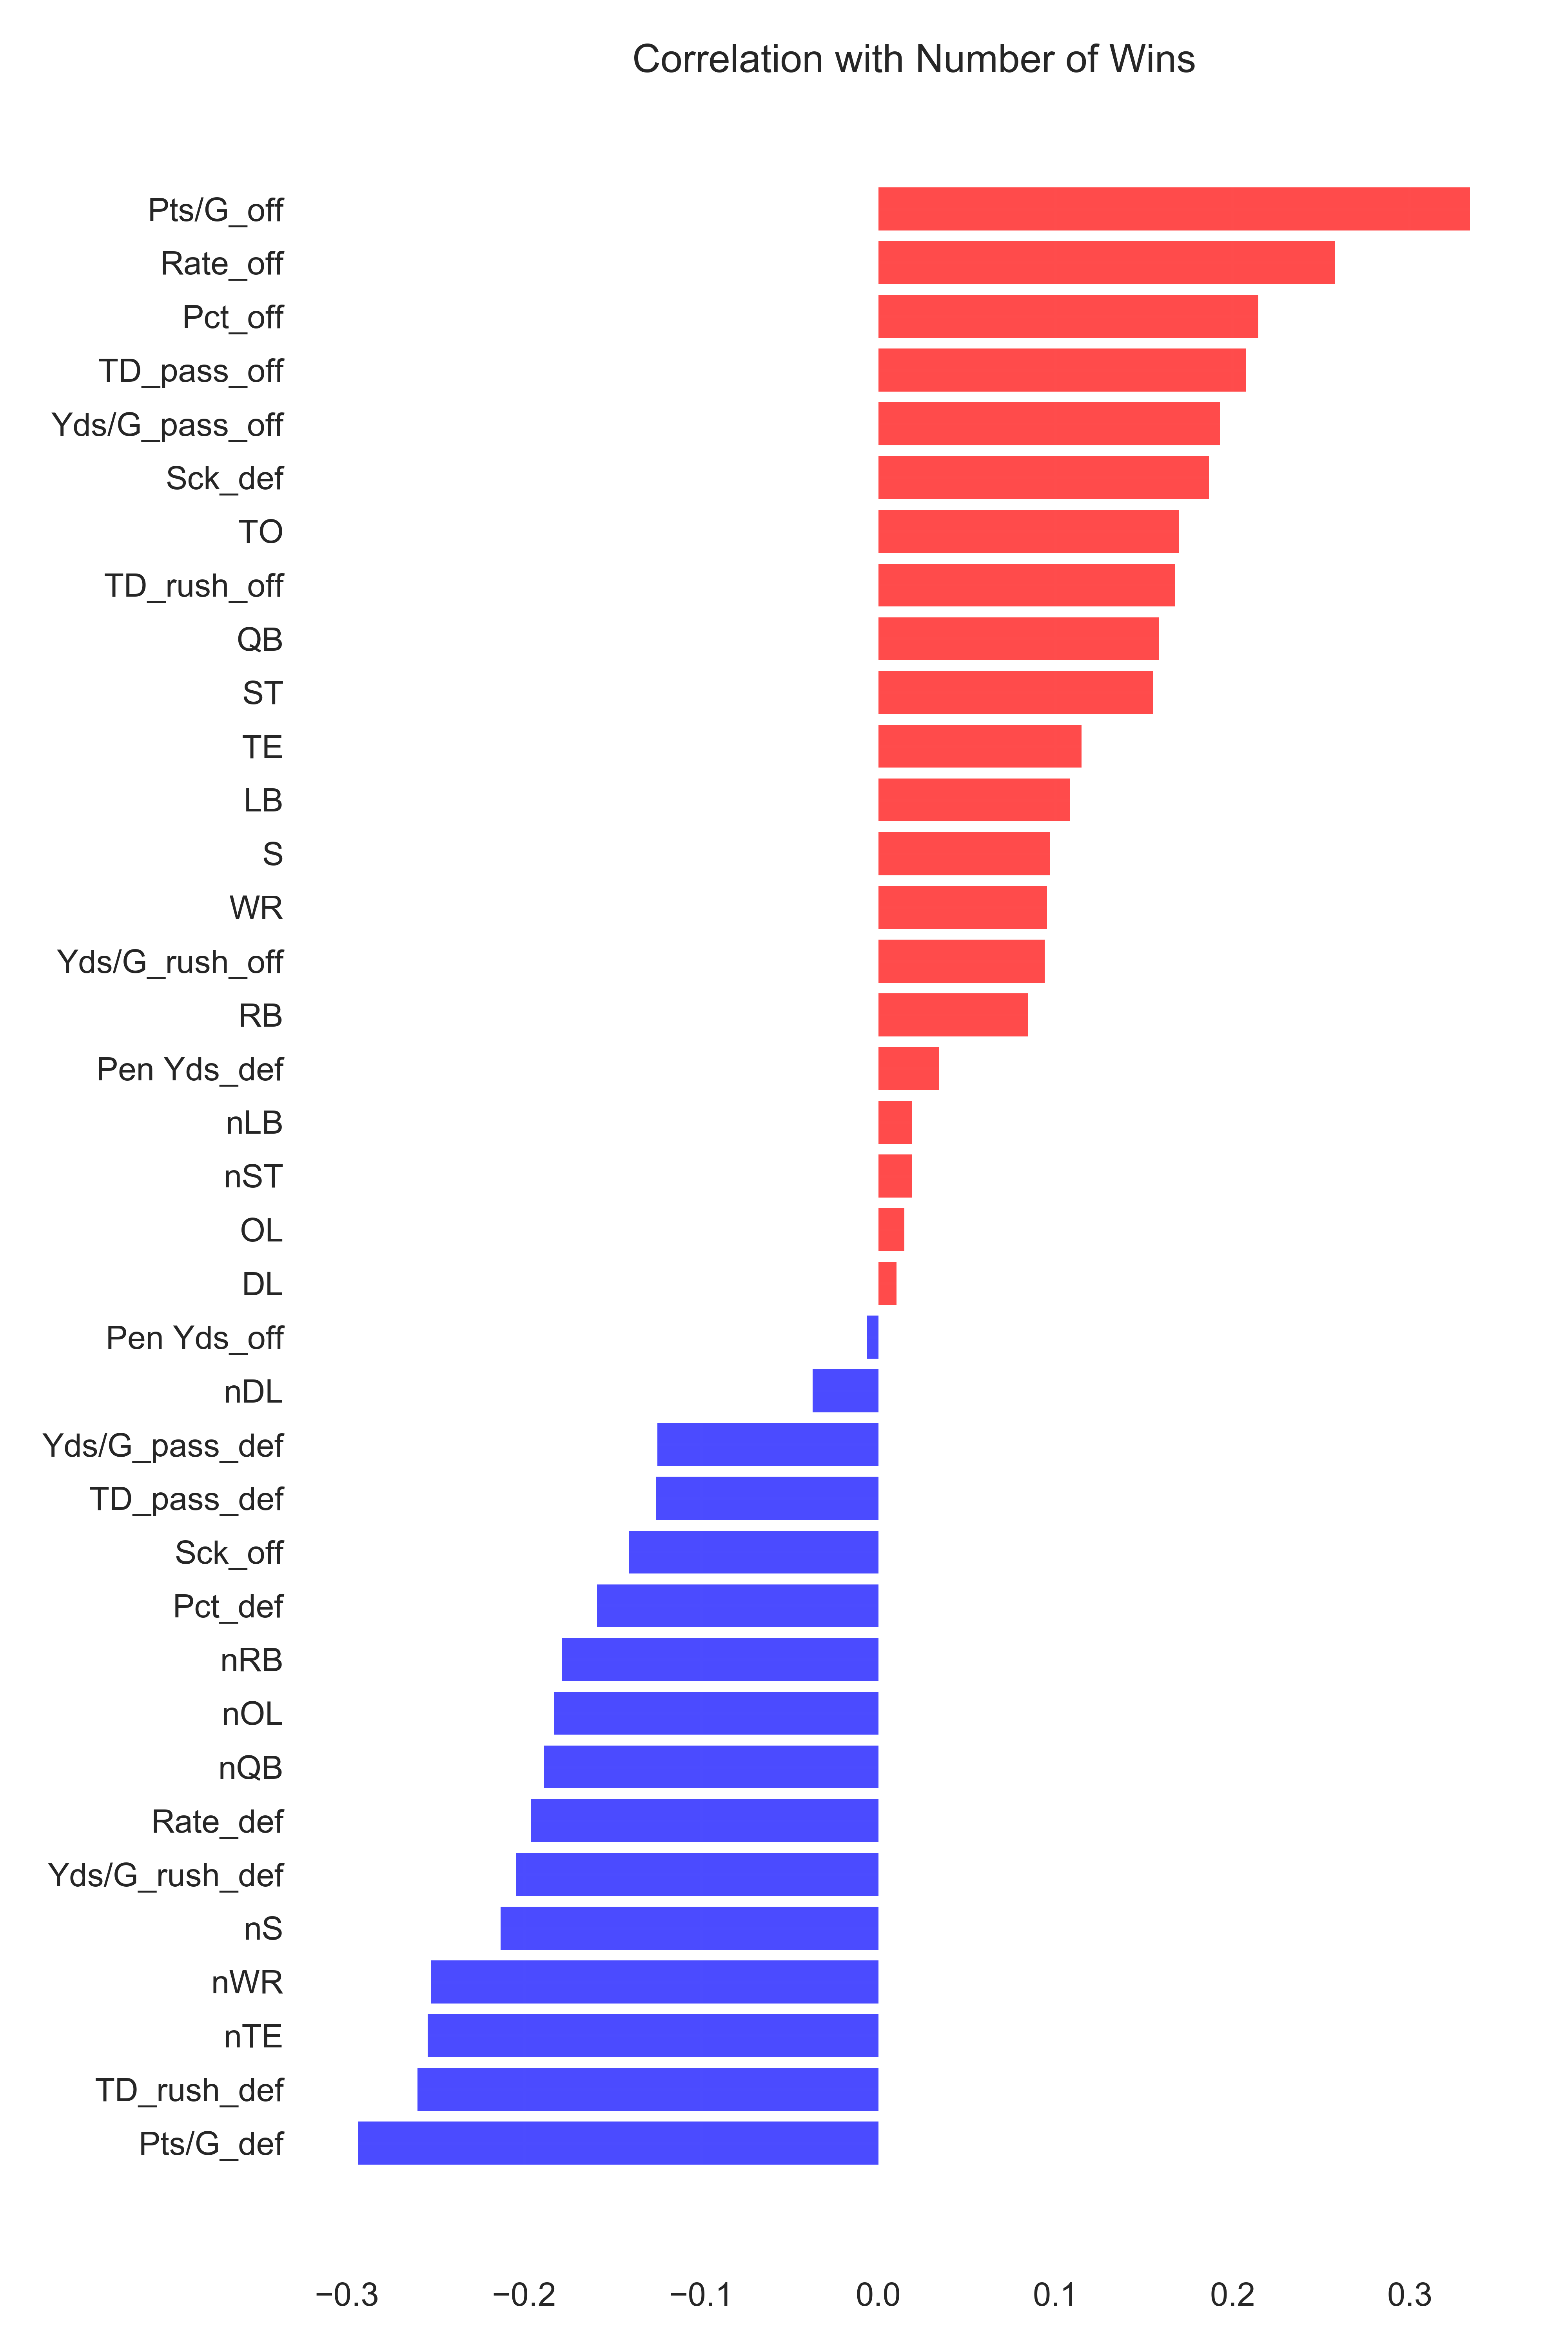 Correlation with Number of Wins
Pts/G_off
Rate_off
Pct_off
TD_pass_off
Yds/G_pass_off
Sck_def
TO
TD_rush_off
QB
ST
TE
LB
S
WR
Yds/G_rush_off
RB
Pen Yds_def
nLB
nST
OL
DL
Pen Yds_off
nDL
Yds/G_pass_def
TD_pass_def
Sck_off
Pct_def
nRB
nOL
nQB
Rate_def
Yds/G_rush_def
nS
nWR
nTE
TD_rush_def
Pts/G_def
−0.3 −0.2 −0.1 0.0 0.1 0.2 0.3